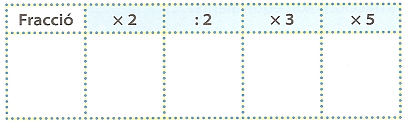 Fracció × 2 : 2 × 3 × 5